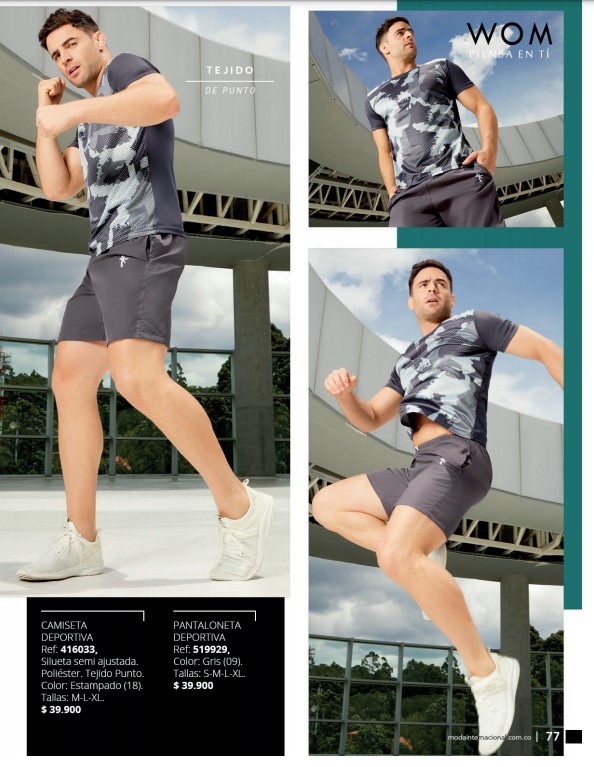 TEJIDO
DE PUNTO
WOM
PIENSA EN TÍ
CAMISETA
DEPORTIVA
Ref: 416033,
Silueta semi ajustada.
Poliéster. Tejido Punto.
Color: Estampado (18).
Tallas: M-L-XL.
$ 39.900
PANTALONETA
DEPORTIVA
Ref: 519929,
Color: Gris (09).
Tallas: S-M-L-XL.
$ 39.900
modainternacional.com.co | 77